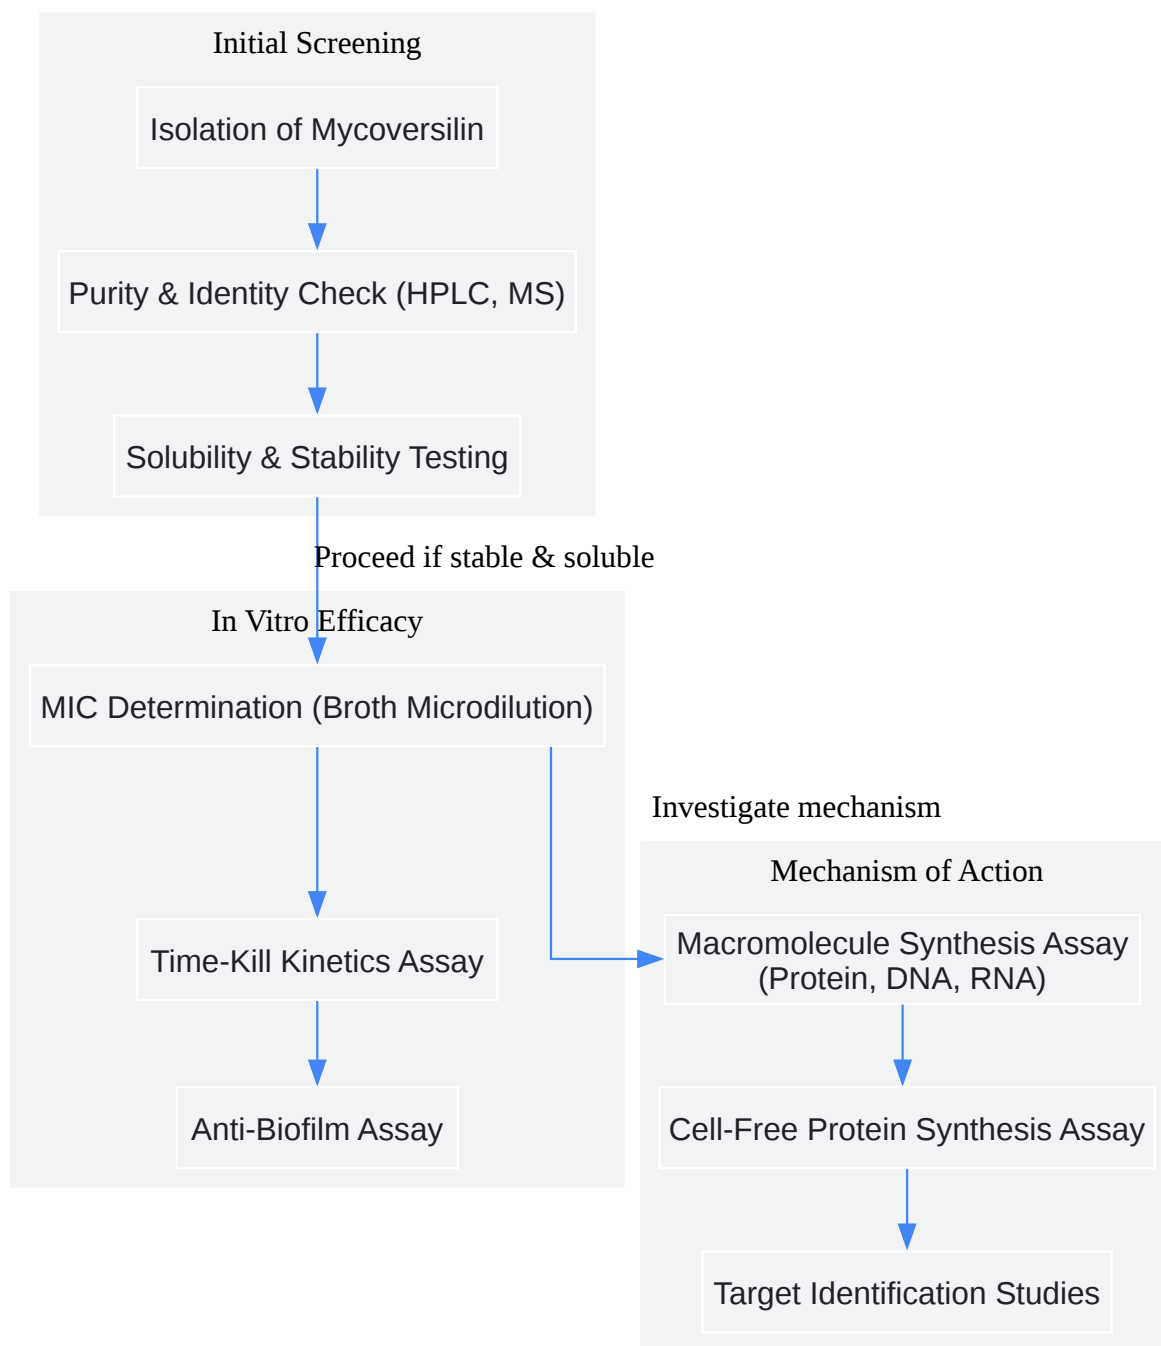 Initial Screening
Isolation of Mycoversilin
Purity & Identity Check (HPLC, MS)
Solubility & Stability Testing
Proceed if stable & soluble
In Vitro Efficacy
MIC Determination (Broth Microdilution)
Time-Kill Kinetics Assay
Anti-Biofilm Assay
Investigate mechanism
Mechanism of Action
Macromolecule Synthesis Assay
(Protein, DNA, RNA)
Cell-Free Protein Synthesis Assay
Target Identification Studies